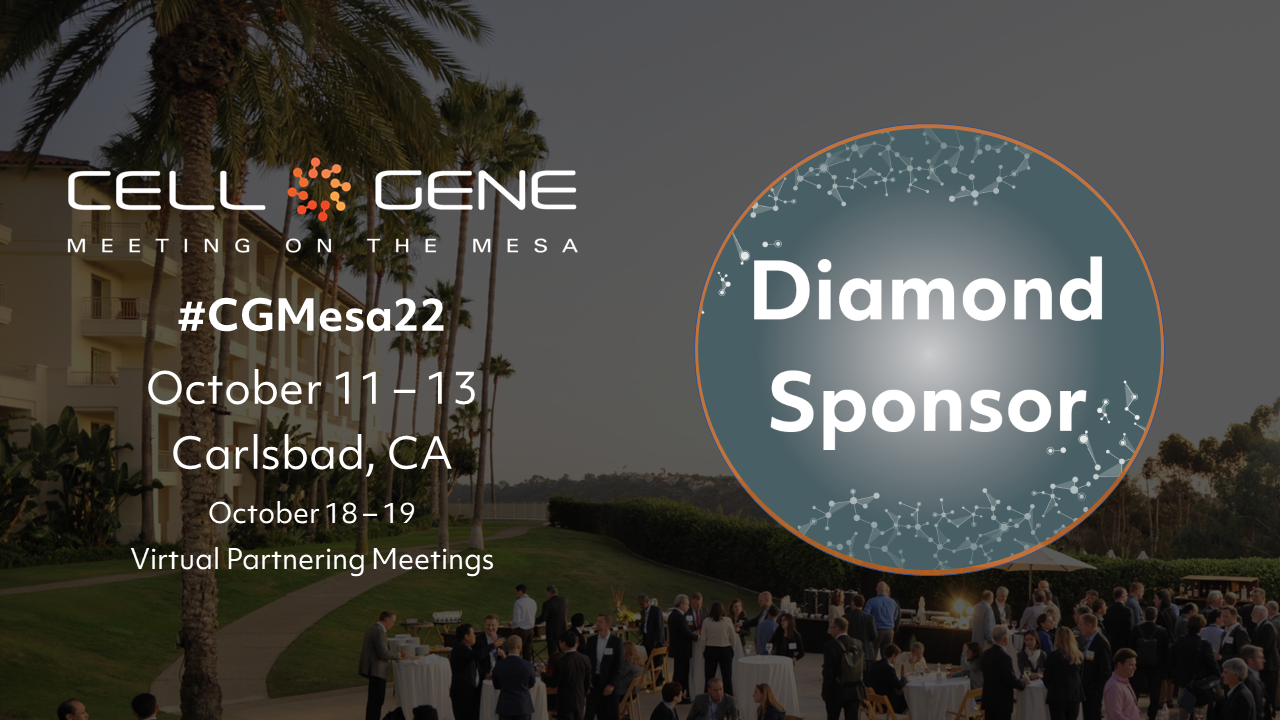 CELL GENE
MEETING ON THE MESA
#CGMesa22
October 11 – 13
Carlsbad, CA
October 18 – 19
Virtual Partnering Meetings
Diamond
Sponsor